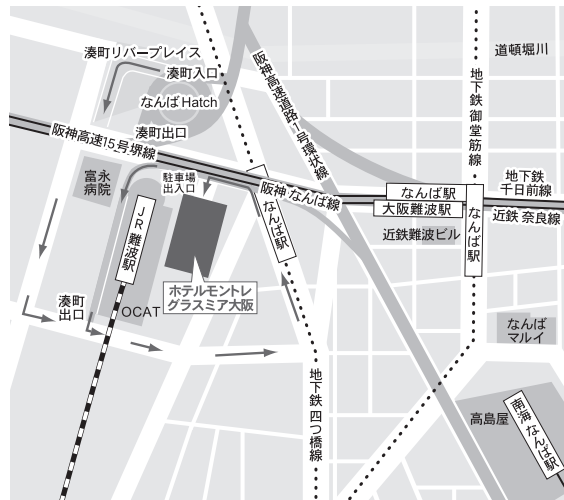 道頓堀川
湊町リバープレイス
湊町入口
なんばHatch
湊町出口
阪神高速道路1号環状線
地下鉄 御堂筋線
阪神高速15号堺線
富永
病院
駐車場
出入口
阪神 なんば線
なんば駅
大阪難波駅
地下鉄
千日前線
近鉄 奈良線
近鉄難波ビル
なんば駅
なんば駅
JR難波駅
ホテルモントレ
グラスミア大阪
湊町
出口
OCAT
なんば
マルイ
地下鉄 四つ橋線
高島屋
南海 なんば駅